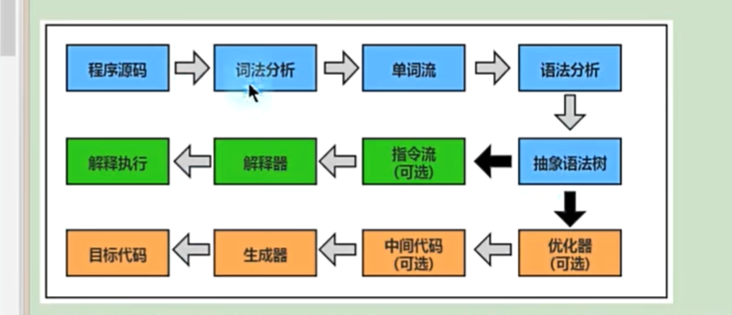 程序源码
词法分析
单词流
语法分析
解释执行
解释器
指令流
(可选)
抽象语法树
目标代码
生成器
中间代码
(可选)
优化器
(可选)